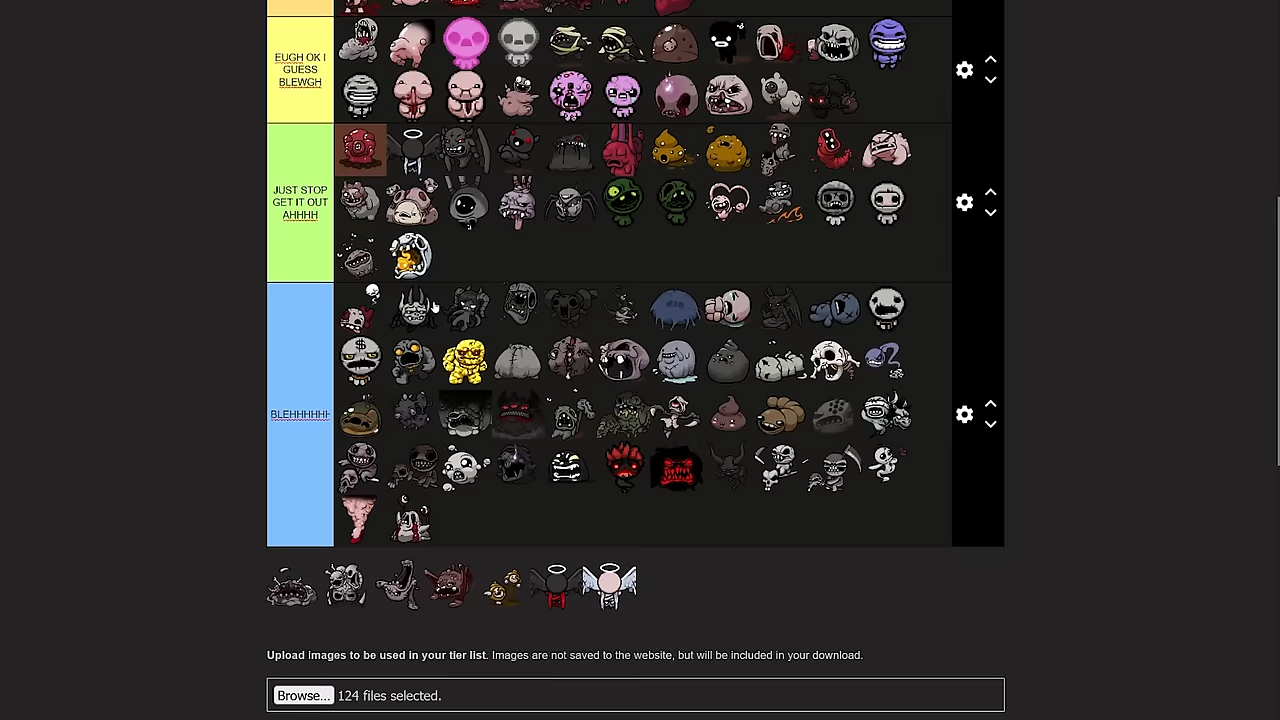 EUGH OK I
GUESS
BLEWGH
JUST STOP
GET IT OUT
AHHHH
BLEHHHHHH
Upload Images to be used in your tier list. Images are not saved to the website, but will be included in your download.
Browse... 124 files selected.